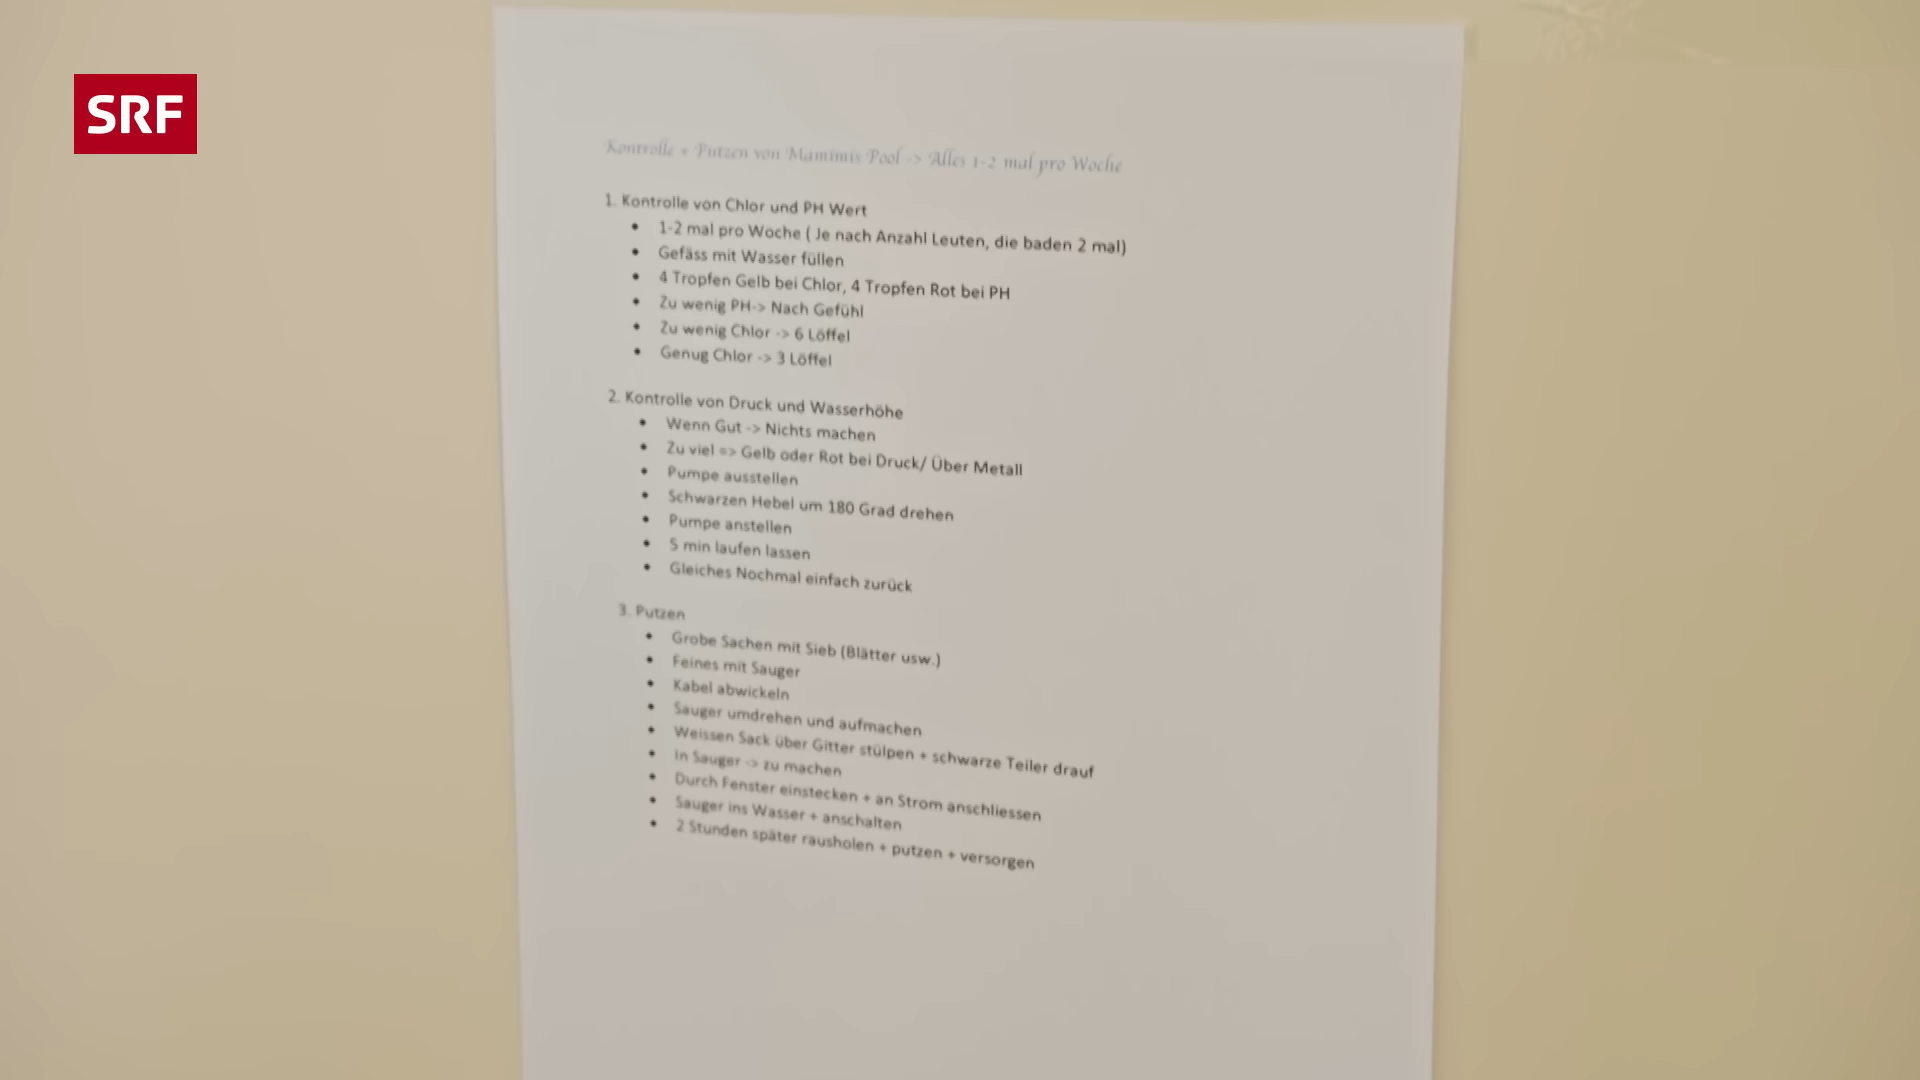 SRF
Kontrolle + Putzen von Mamimis Pool -> Alles 1-2 mal pro Woche
1. Kontrolle von Chlor und PH Wert
• 1-2 mal pro Woche ( Je nach Anzahl Leuten, die baden 2 mal)
• Gefäss mit Wasser füllen
• 4 Tropfen Gelb bei Chlor, 4 Tropfen Rot bei PH
• Zu wenig PH-> Nach Gefühl
• Zu wenig Chlor -> 6 Löffel
• Genug Chlor -> 3 Löffel
2. Kontrolle von Druck und Wasserhöhe
• Wenn Gut -> Nichts machen
• Zu viel => Gelb oder Rot bei Druck/ Über Metall
• Pumpe ausstellen
• Schwarzen Hebel um 180 Grad drehen
• Pumpe anstellen
• 5 min laufen lassen
• Gleiches Nochmal einfach zurück
3. Putzen
• Grobe Sachen mit Sieb (Blätter usw.)
• Feines mit Sauger
• Kabel abwickeln
• Sauger umdrehen und aufmachen
• Weissen Sack über Gitter stülpen + schwarze Teiler drauf
• In Sauger -> zu machen
• Durch Fenster einstecken + an Strom anschliessen
• Sauger ins Wasser + anschalten
• 2 Stunden später rausholen + putzen + versorgen